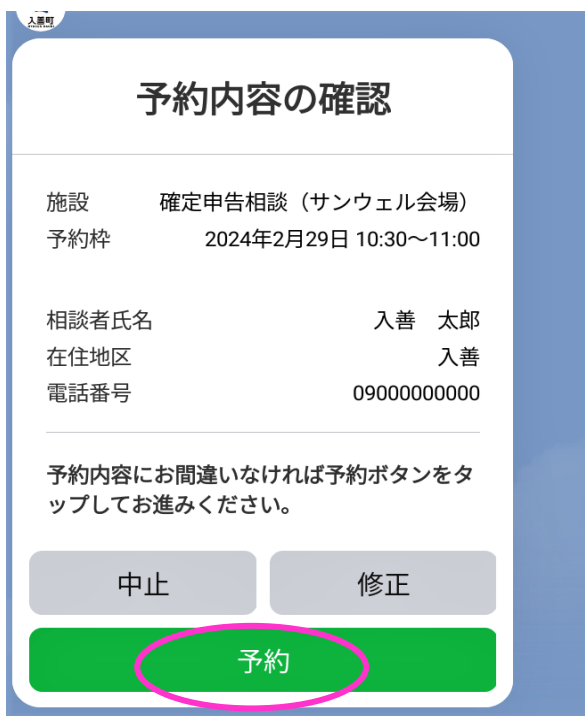 入善町
予約内容の確認
施設 確定申告相談（サンウェル会場）
予約枠 2024年2月29日 10:30～11:00
相談者氏名 入善　太郎
在住地区 入善
電話番号 09000000000
予約内容にお間違いなければ予約ボタンをタ
ップしてお進みください。
中止 修正
予約